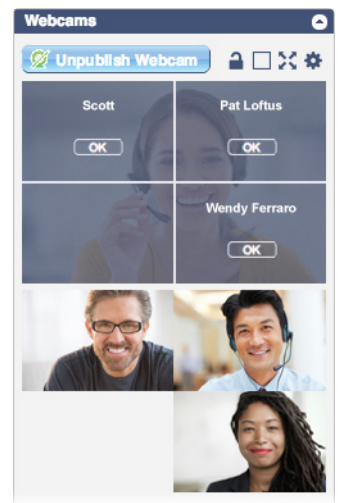 Webcams
Unpublish Webcam
Scott
Pat Loftus
OK
OK
Wendy Ferraro
OK